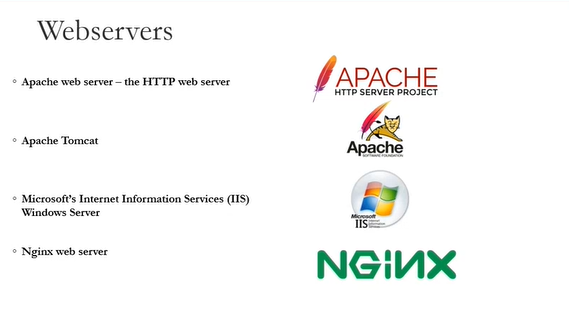 Webservers
Apache web server – the HTTP web server
APACHE
HTTP SERVER PROJECT
Apache Tomcat
Apache
SOFTWARE FOUNDATION
Microsoft's Internet Information Services (IIS)
Windows Server
Microsoft
IIS
Nginx web server
NGiNX